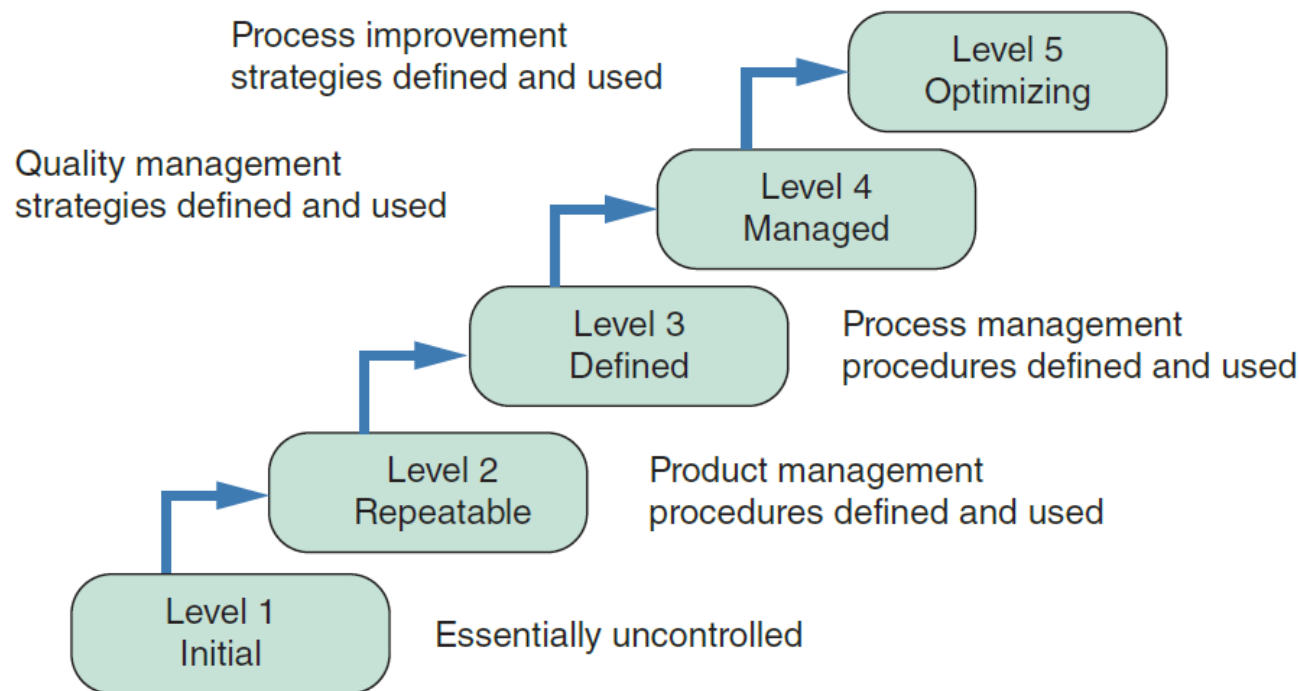 Process improvement
strategies defined and used
Level 5
Optimizing
Quality management
strategies defined and used
Level 4
Managed
Level 3
Defined
Process management
procedures defined and used
Level 2
Repeatable
Product management
procedures defined and used
Level 1
Initial
Essentially uncontrolled